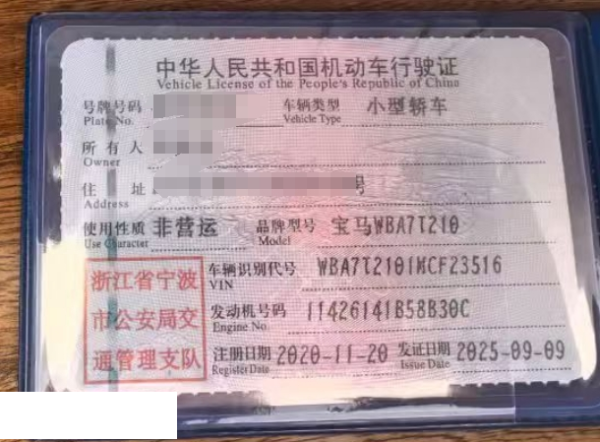 中华人民共和国机动车行驶证
Vehicle License of the People's Republic of China
号牌号码 车辆类型 小型轿车
Plate No. Vehicle Type
所有人
Owner
住址 号
Address
使用性质 非营运 品牌型号 宝马WBA7T210
Use Character Model
浙江省宁波
市公安局交
通管理支队
车辆识别代号 WBA7T2101MCF23516
VIN
发动机号码 11426141B58B30C
Engine No.
注册日期 2020-11-20 发证日期 2025-09-09
Register Date Issue Date